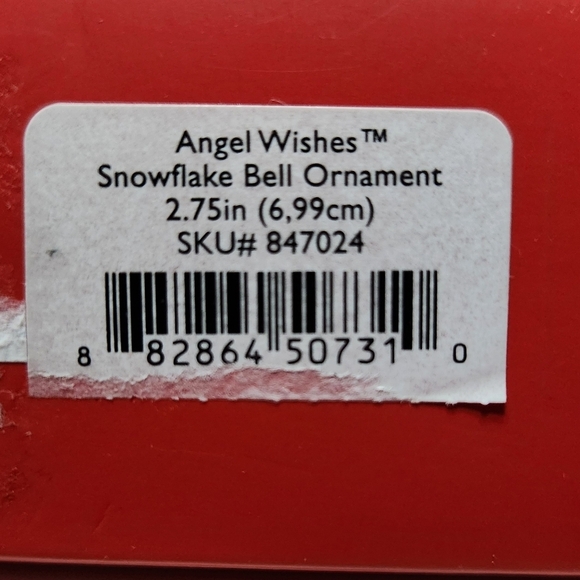 Angel Wishes™
Snowflake Bell Ornament
2.75in (6,99cm)
SKU# 847024
8 82864 50731 0